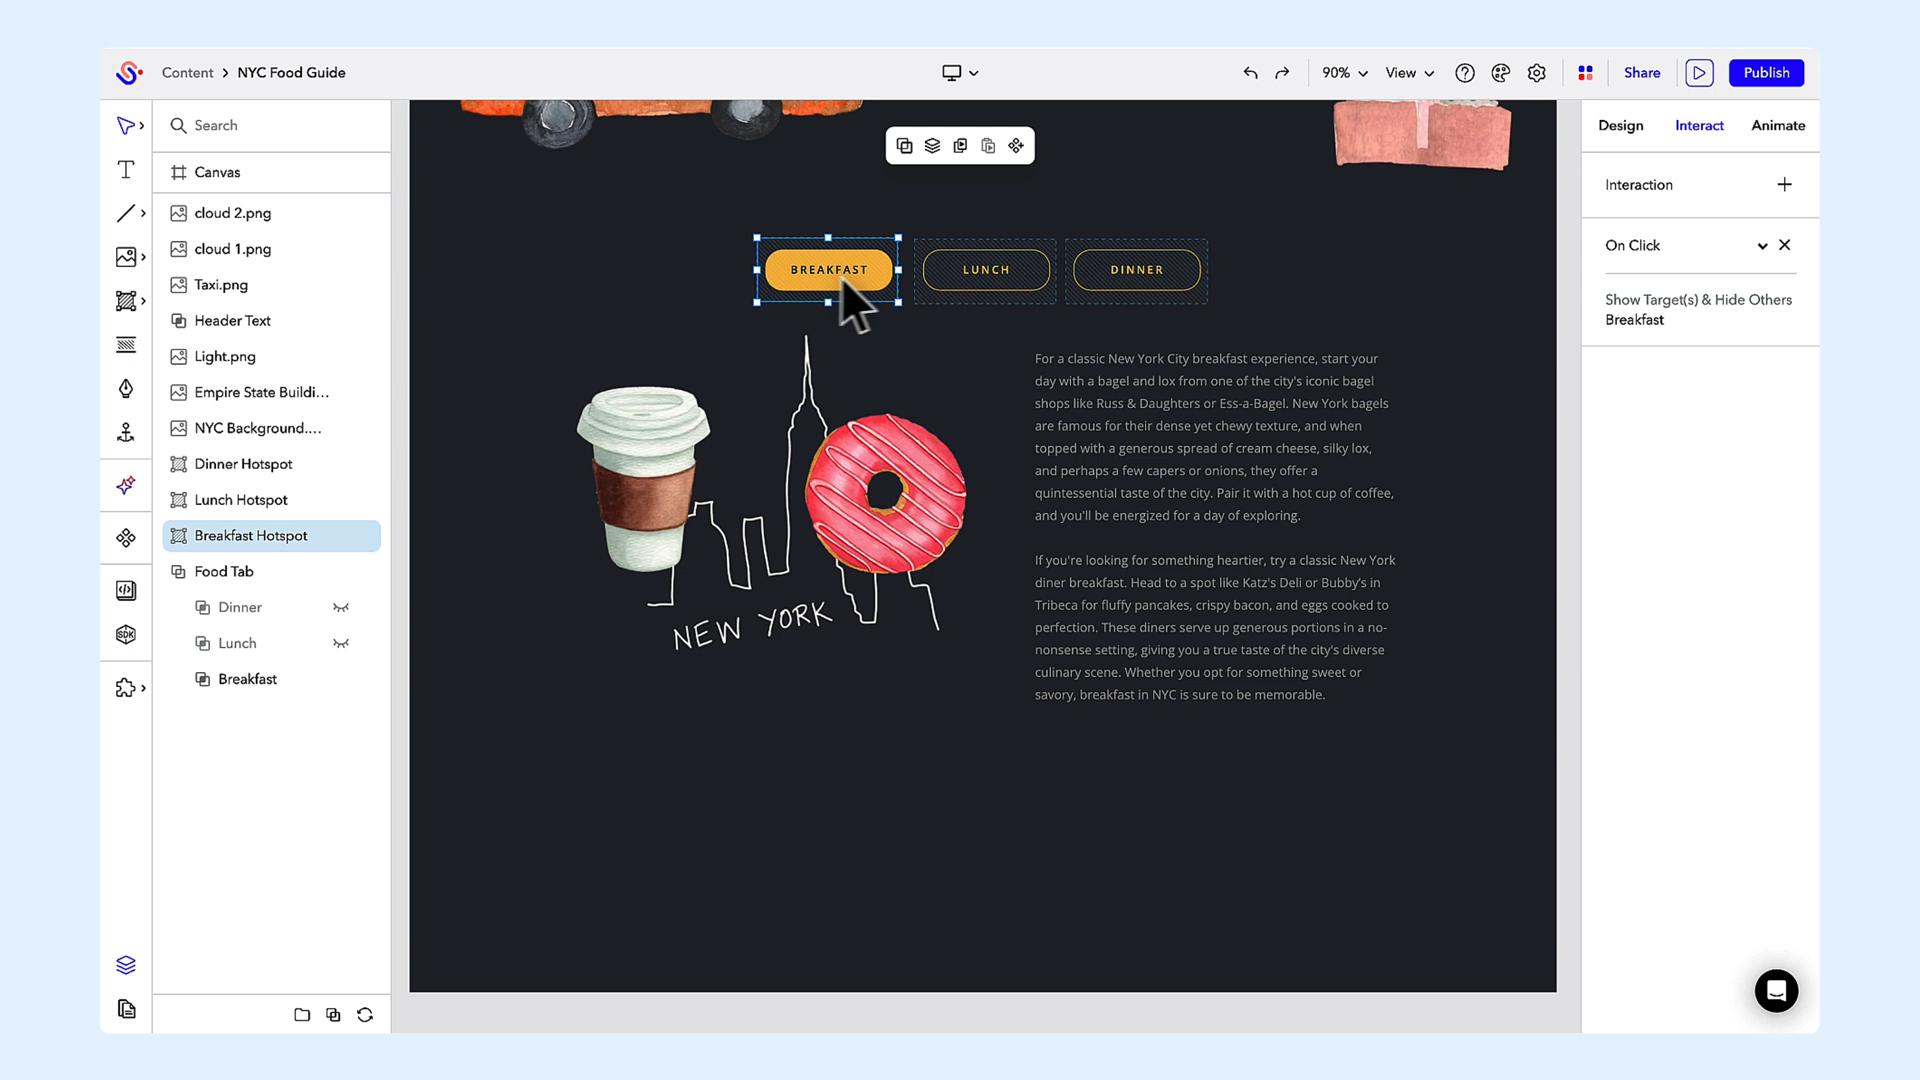 Content > NYC Food Guide
90%
View
Share
Publish
Search
Canvas
cloud 2.png
cloud 1.png
Taxi.png
Header Text
Light.png
Empire State Buildi...
NYC Background....
Dinner Hotspot
Lunch Hotspot
Breakfast Hotspot
Food Tab
Dinner
Lunch
Breakfast
SDK
BREAKFAST
LUNCH
DINNER
NEW YORK
For a classic New York City breakfast experience, start your
day with a bagel and lox from one of the city's iconic bagel
shops like Russ & Daughters or Ess-a-Bagel. New York bagels
are famous for their dense yet chewy texture, and when
topped with a generous spread of cream cheese, silky lox,
and perhaps a few capers or onions, they offer a
quintessential taste of the city. Pair it with a hot cup of coffee,
and you'll be energized for a day of exploring.
If you're looking for something heartier, try a classic New York
diner breakfast. Head to a spot like Katz's Deli or Bubby's in
Tribeca for fluffy pancakes, crispy bacon, and eggs cooked to
perfection. These diners serve up generous portions in a no-
nonsense setting, giving you a true taste of the city's diverse
culinary scene. Whether you opt for something sweet or
savory, breakfast in NYC is sure to be memorable.
Design
Interact
Animate
Interaction
On Click
Show Target(s) & Hide Others
Breakfast